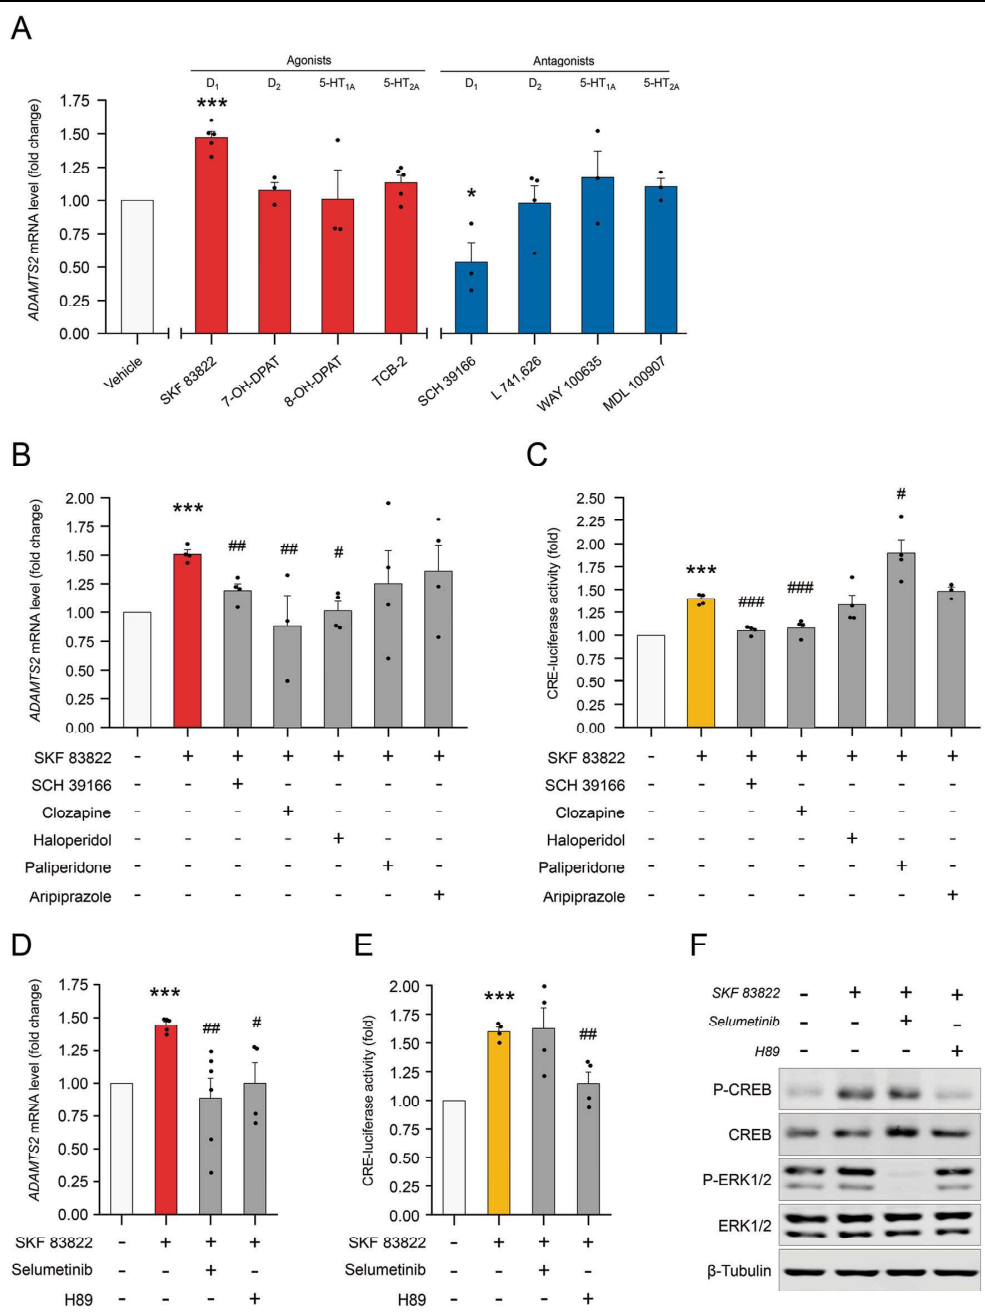 A
Agonists Antagonists
D1 D2 5-HT1A 5-HT2A D1 D2 5-HT1A 5-HT2A
ADAMTS2 mRNA level (fold change)
1.75
1.50
1.25
1.00
0.75
0.50
0.25
0.00
***
*
Vehicle SKF 83822 7-OH-DPAT 8-OH-DPAT TCB-2 SCH 39166 L 741,626 WAY 100635 MDL 100907
B
ADAMTS2 mRNA level (fold change)
2.00
1.75
1.50
1.25
1.00
0.75
0.50
0.25
0.00
*** ## ## #
SKF 83822 - + + + + + +
SCH 39166 - - + - - - -
Clozapine - - - + - - -
Haloperidol - - - - + - -
Paliperidone - - - - - + -
Aripiprazole - - - - - - +
C
CRE-luciferase activity (fold)
2.50
2.25
2.00
1.75
1.50
1.25
1.00
0.75
0.50
0.25
0.00
*** ### ### #
SKF 83822 - + + + + + +
SCH 39166 - - + - - - -
Clozapine - - - + - - -
Haloperidol - - - - + - -
Paliperidone - - - - - + -
Aripiprazole - - - - - - +
D
ADAMTS2 mRNA level (fold change)
1.75
1.50
1.25
1.00
0.75
0.50
0.25
0.00
*** ## #
SKF 83822 - + + +
Selumetinib - - + -
H89 - - - +
E
CRE-luciferase activity (fold)
2.00
1.75
1.50
1.25
1.00
0.75
0.50
0.25
0.00
*** ##
SKF 83822 - + + +
Selumetinib - - + -
H89 - - - +
F
SKF 83822 - + + +
Selumetinib - - + -
H89 - - - +
P-CREB
CREB
P-ERK1/2
ERK1/2
β-Tubulin